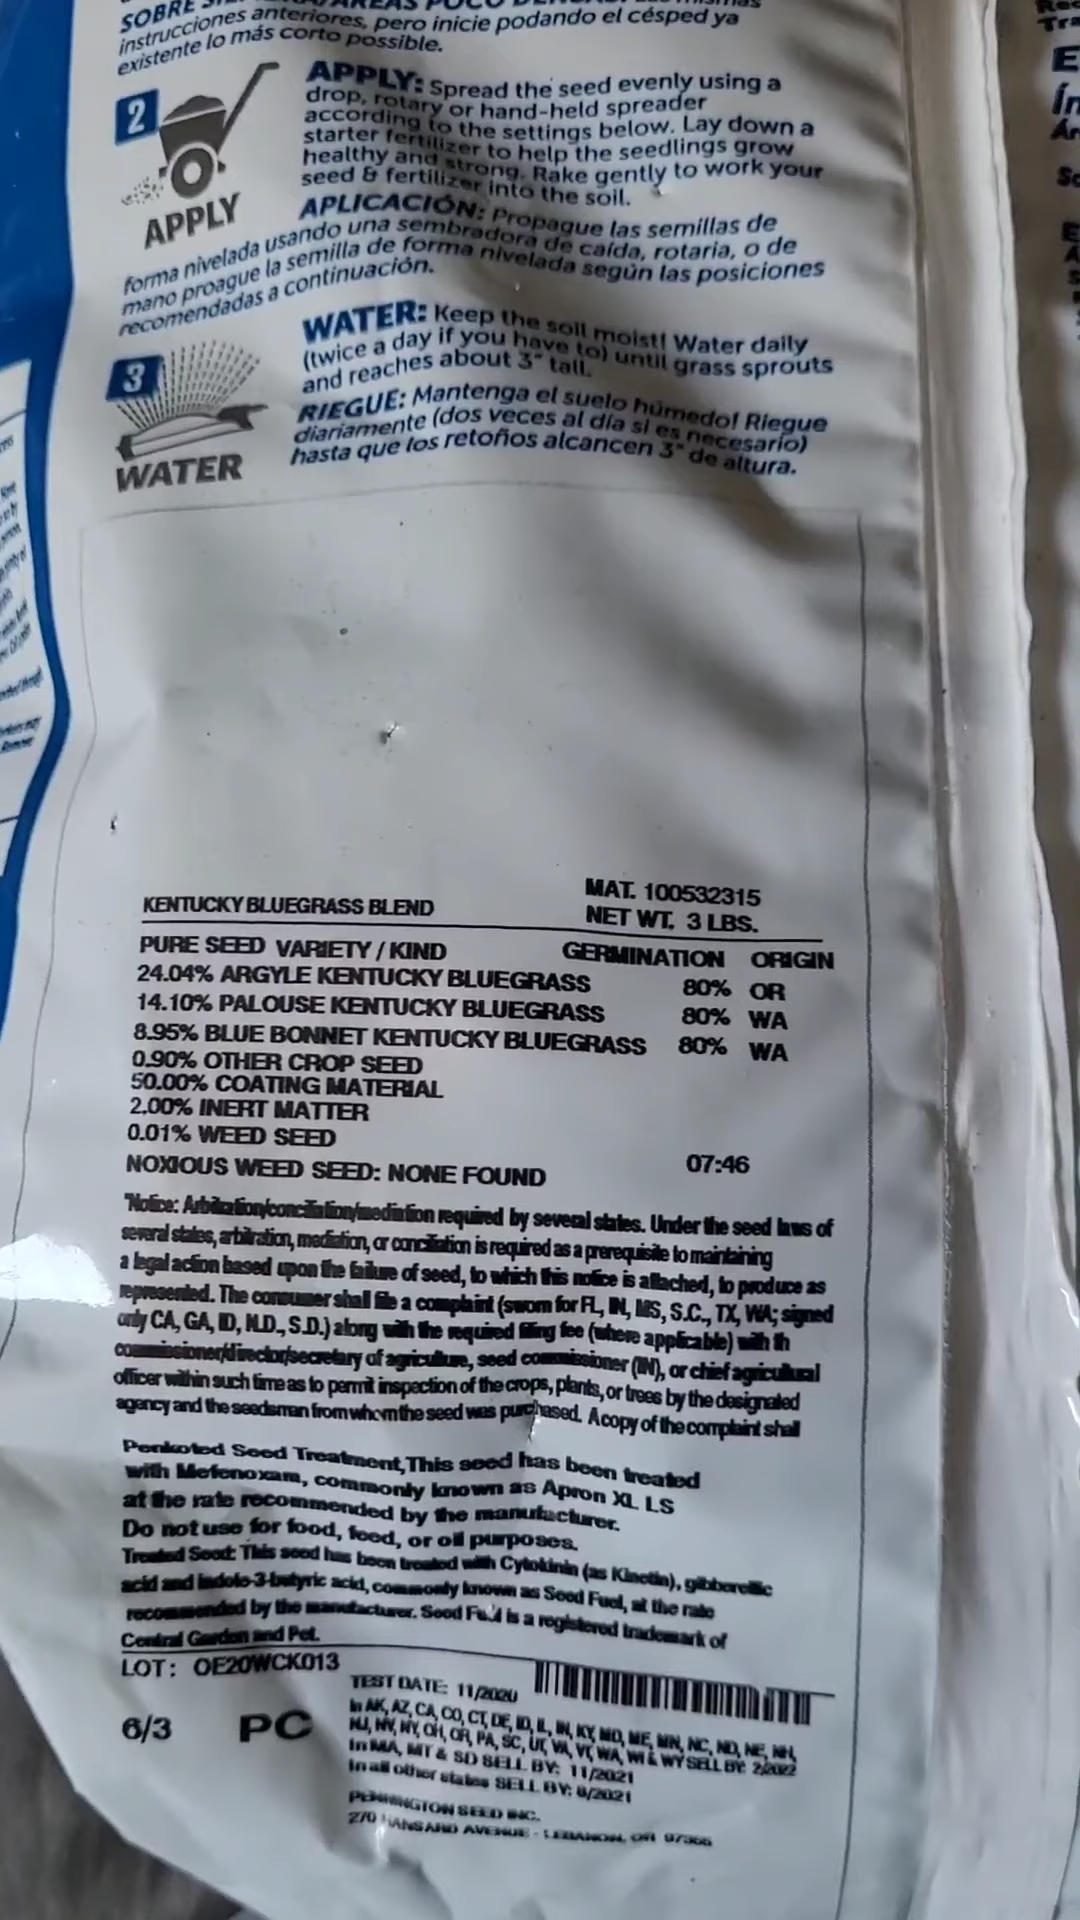 SOBRE
instrucciones anteriores, pero inicie podando el césped ya
existente lo más corto posible.
2
APPLY: Spread the seed evenly using a
drop, rotary or hand-held spreader
according to the settings below. Lay down a
starter fertilizer to help the seedlings grow
healthy and strong. Rake gently to work your
seed & fertilizer into the soil.
APPLY
APLICACIÓN: Propague las semillas de
forma nivelada usando una sembradora de caída, rotaria, o de
mano proague la semilla de forma nivelada según las posiciones
recomendadas a continuación.
3
WATER: Keep the soil moist! Water daily
(twice a day if you have to) until grass sprouts
and reaches about 3" tall.
RIEGUE: Mantenga el suelo húmedo! Riegue
diariamente (dos veces al día si es necesario)
hasta que los retoños alcancen 3" de altura.
WATER
MAT. 100532315
KENTUCKY BLUEGRASS BLEND NET WT. 3 LBS.
PURE SEED VARIETY / KIND GERMINATION ORIGIN
24.04% ARGYLE KENTUCKY BLUEGRASS 80% OR
14.10% PALOUSE KENTUCKY BLUEGRASS 80% WA
8.95% BLUE BONNET KENTUCKY BLUEGRASS 80% WA
0.90% OTHER CROP SEED
50.00% COATING MATERIAL
2.00% INERT MATTER
0.01% WEED SEED
NOXIOUS WEED SEED: NONE FOUND 07:46
"Notice: Arbitration/conciliation/mediation required by several states. Under the seed laws of
several states, arbitration, mediation, or conciliation is required as a prerequisite to maintaining
a legal action based upon the failure of seed, to which this notice is attached, to produce as
represented. The consumer shall file a complaint (sworn for FL, IN, MS, S.C., TX, WA; signed
only CA, GA, ID, N.D., S.D.) along with the required filing fee (where applicable) with th
commissioner/director/secretary of agriculture, seed commissioner (IN), or chief agricultural
officer within such time as to permit inspection of the crops, plants, or trees by the designated
agency and the seedsman from whom the seed was purchased. A copy of the complaint shall
Penkoted Seed Treatment,This seed has been treated
with Mefenoxam, commonly known as Apron XL LS
at the rate recommended by the manufacturer.
Do not use for food, feed, or oil purposes.
Treated Seed: This seed has been treated with Cytokinin (as Kinetin), gibberellic
acid and indole-3-butyric acid, commonly known as Seed Fuel, at the rate
recommended by the manufacturer. Seed Fuel is a registered trademark of
Central Garden and Pet.
LOT: OE20WCK013
TEST DATE: 11/2020
In AK, AZ, CA, CO, CT, DE, ID, IL, IN, KY, MD, ME, MN, NC, ND, NE, NH,
NJ, NV, NY, OH, OR, PA, SC, UT, VA, VT, WA, WI & WY SELL BY: 2/2022
In MA, MT & SD SELL BY: 11/2021
In all other states SELL BY: 8/2021
6/3 PC
PENNINGTON SEED INC.
270 HANSARD AVENUE - LEBANON, OR 97355